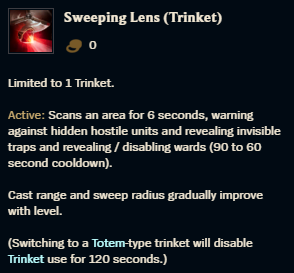 Sweeping Lens (Trinket)
0
Limited to 1 Trinket.
Active: Scans an area for 6 seconds, warning
against hidden hostile units and revealing invisible
traps and revealing / disabling wards (90 to 60
second cooldown).
Cast range and sweep radius gradually improve
with level.
(Switching to a Totem-type trinket will disable
Trinket use for 120 seconds.)